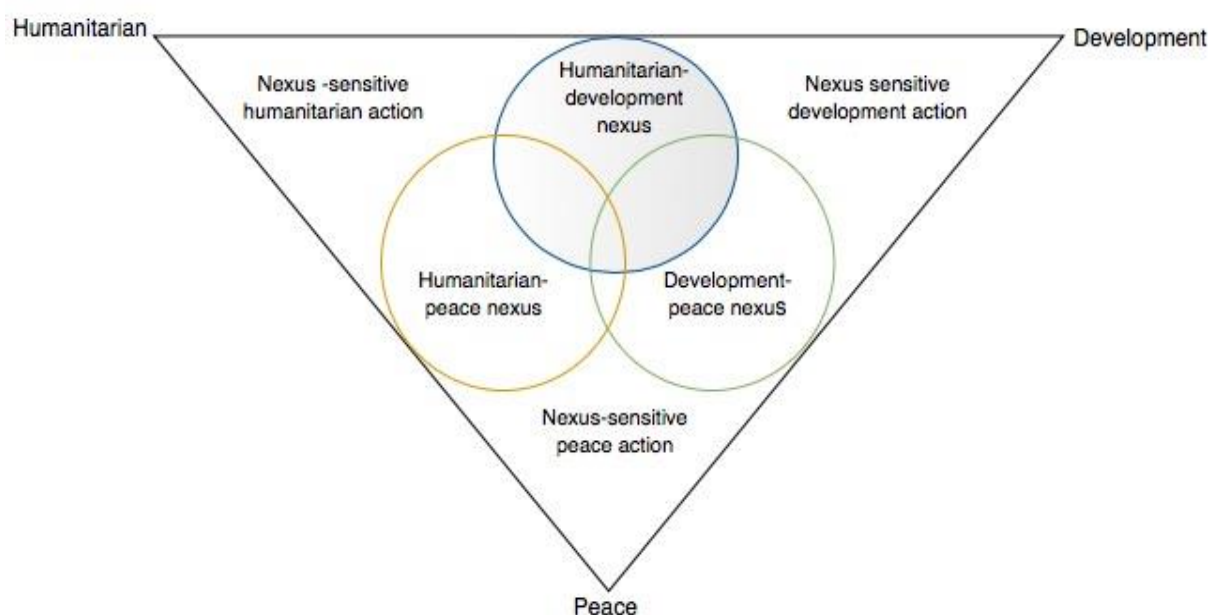 Humanitarian
Development
Nexus -sensitive
humanitarian action
Humanitarian-
development
nexus
Nexus sensitive
development action
Humanitarian-
peace nexus
Development-
peace nexus
Nexus-sensitive
peace action
Peace